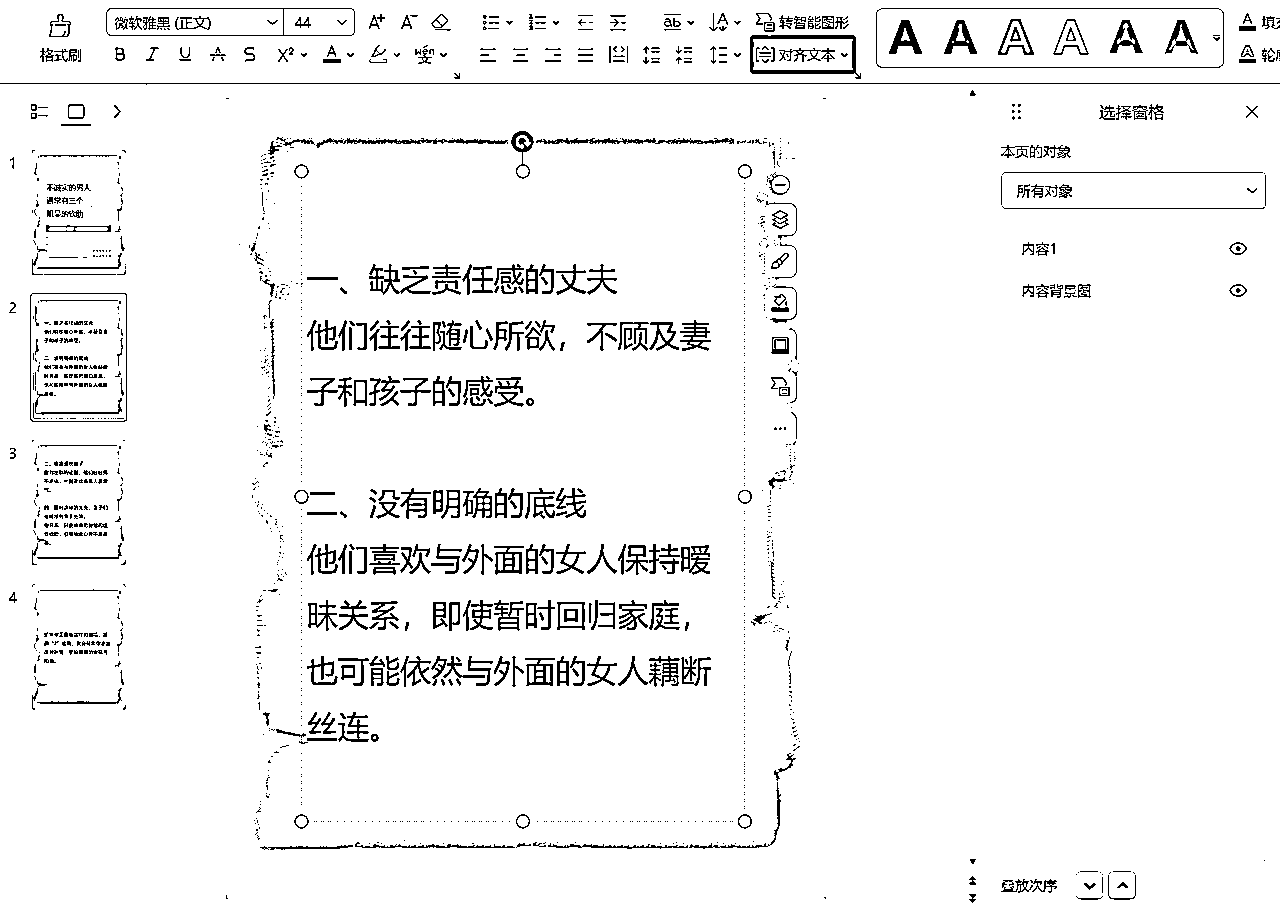 微软雅黑 (正文)
44
转智能图形
格式刷
对齐文本
填充
轮廓
选择窗格
本页的对象
所有对象
内容1
内容背景图
1
不诚实的男人
通常有三个
明显的软肋
2
3
4
一、缺乏责任感的丈夫
他们往往随心所欲，不顾及妻
子和孩子的感受。
二、没有明确的底线
他们喜欢与外面的女人保持暧
昧关系，即使暂时回归家庭，
也可能依然与外面的女人藕断
丝连。
叠放次序